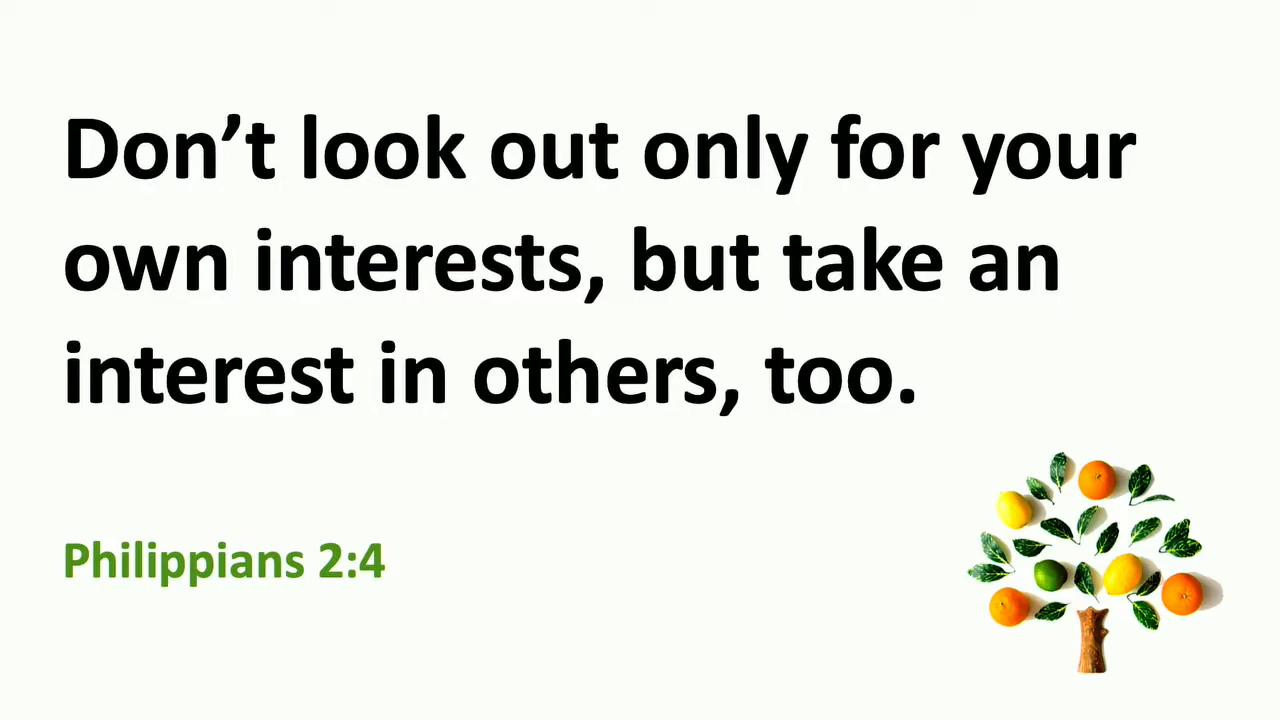 Don’t look out only for your
own interests, but take an
interest in others, too.
Philippians 2:4